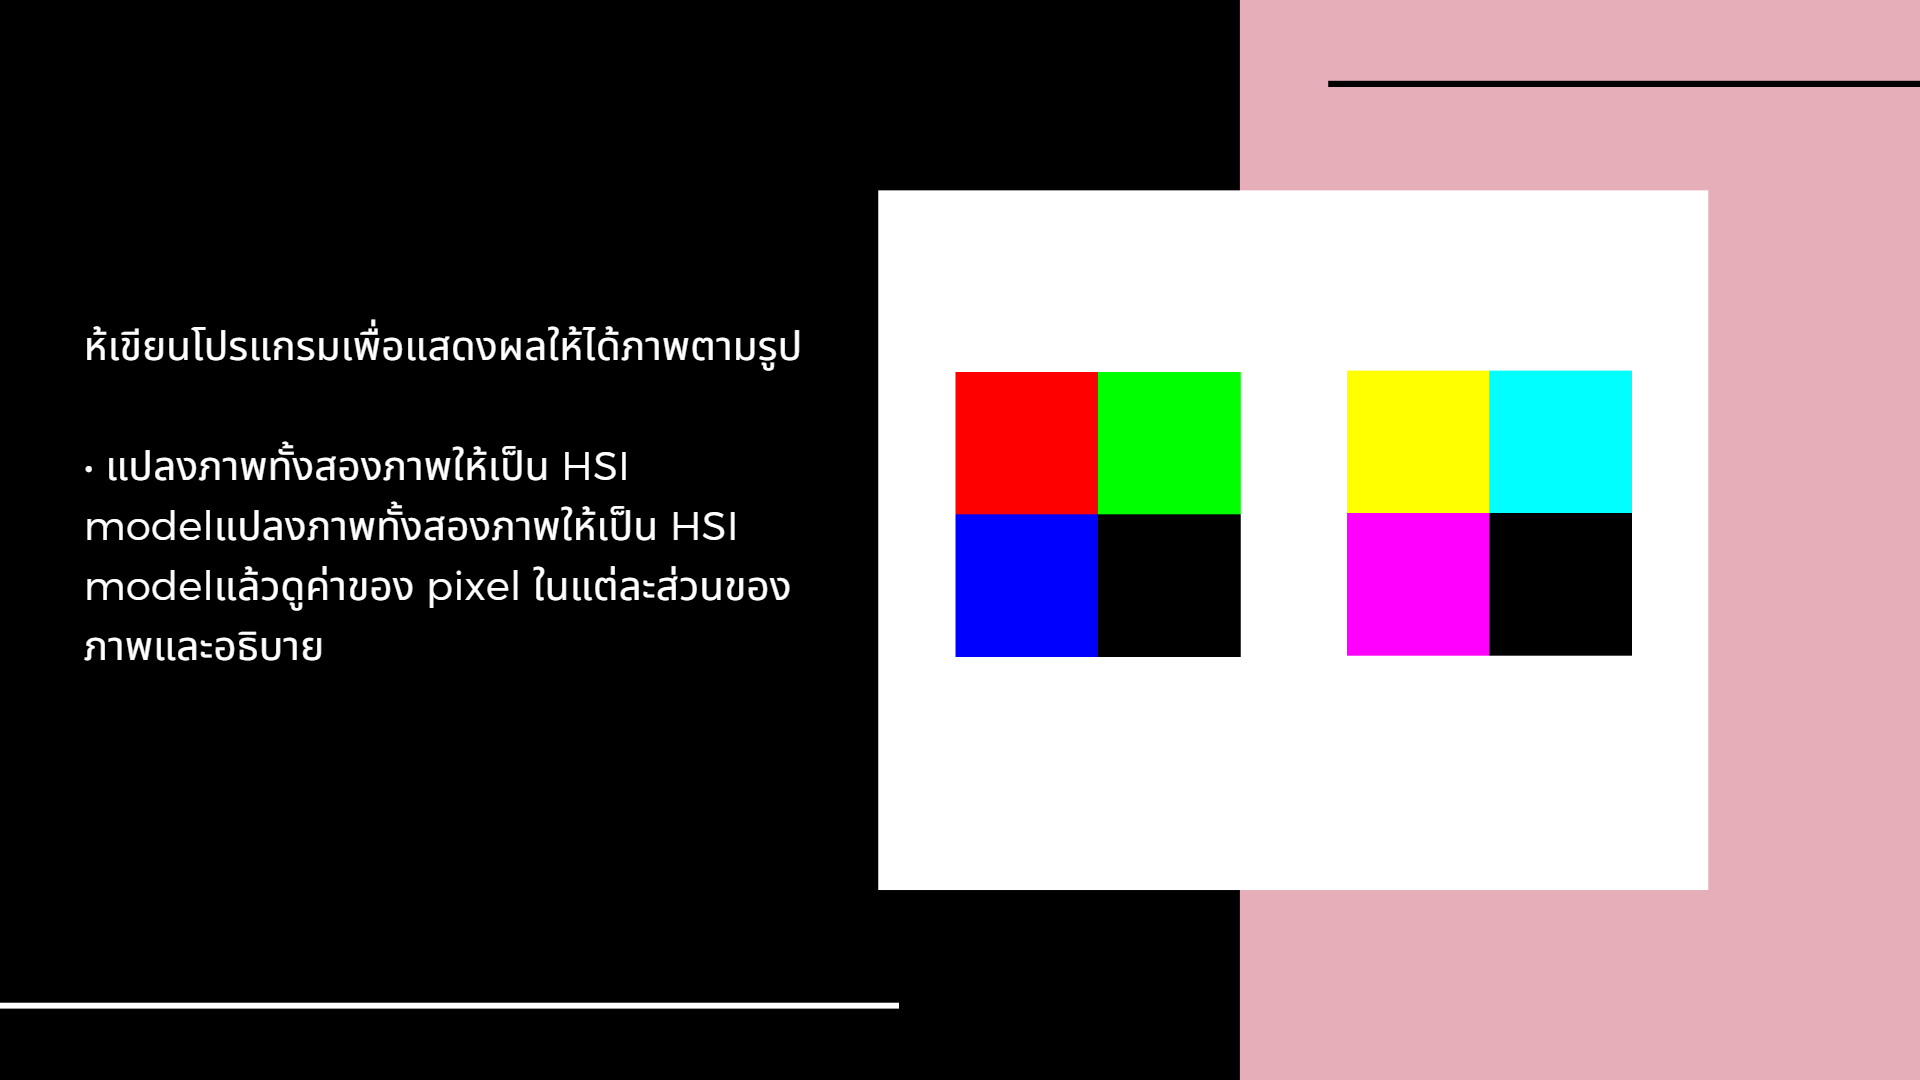 ห้เขียนโปรแกรมเพื่อแสดงผลให้ได้ภาพตามรูป
• แปลงภาพทั้งสองภาพให้เป็น HSI
modelแปลงภาพทั้งสองภาพให้เป็น HSI
modelแล้วดูค่าของ pixel ในแต่ละส่วนของ
ภาพและอธิบาย